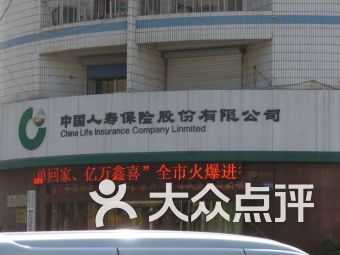 中国人寿保险股份有限公司
China Life Insurance Company Linmited
回家、亿万鑫喜”全市火爆进
大众点评